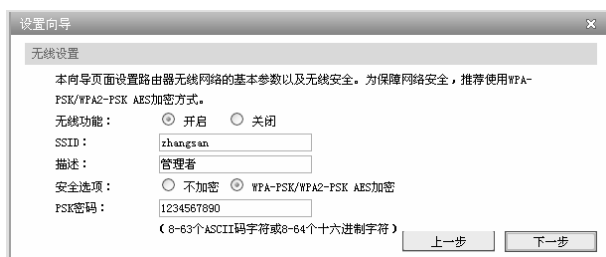 设置向导
无线设置
本向导页面设置路由器无线网络的基本参数以及无线安全。为保障网络安全，推荐使用WPA-
PSK/WPA2-PSK AES加密方式。
无线功能： 开启 关闭
SSID： zhangsan
描述： 管理者
安全选项： 不加密 WPA-PSK/WPA2-PSK AES加密
PSK密码： 1234567890
（8-63个ASCII码字符或8-64个十六进制字符）
上一步 下一步